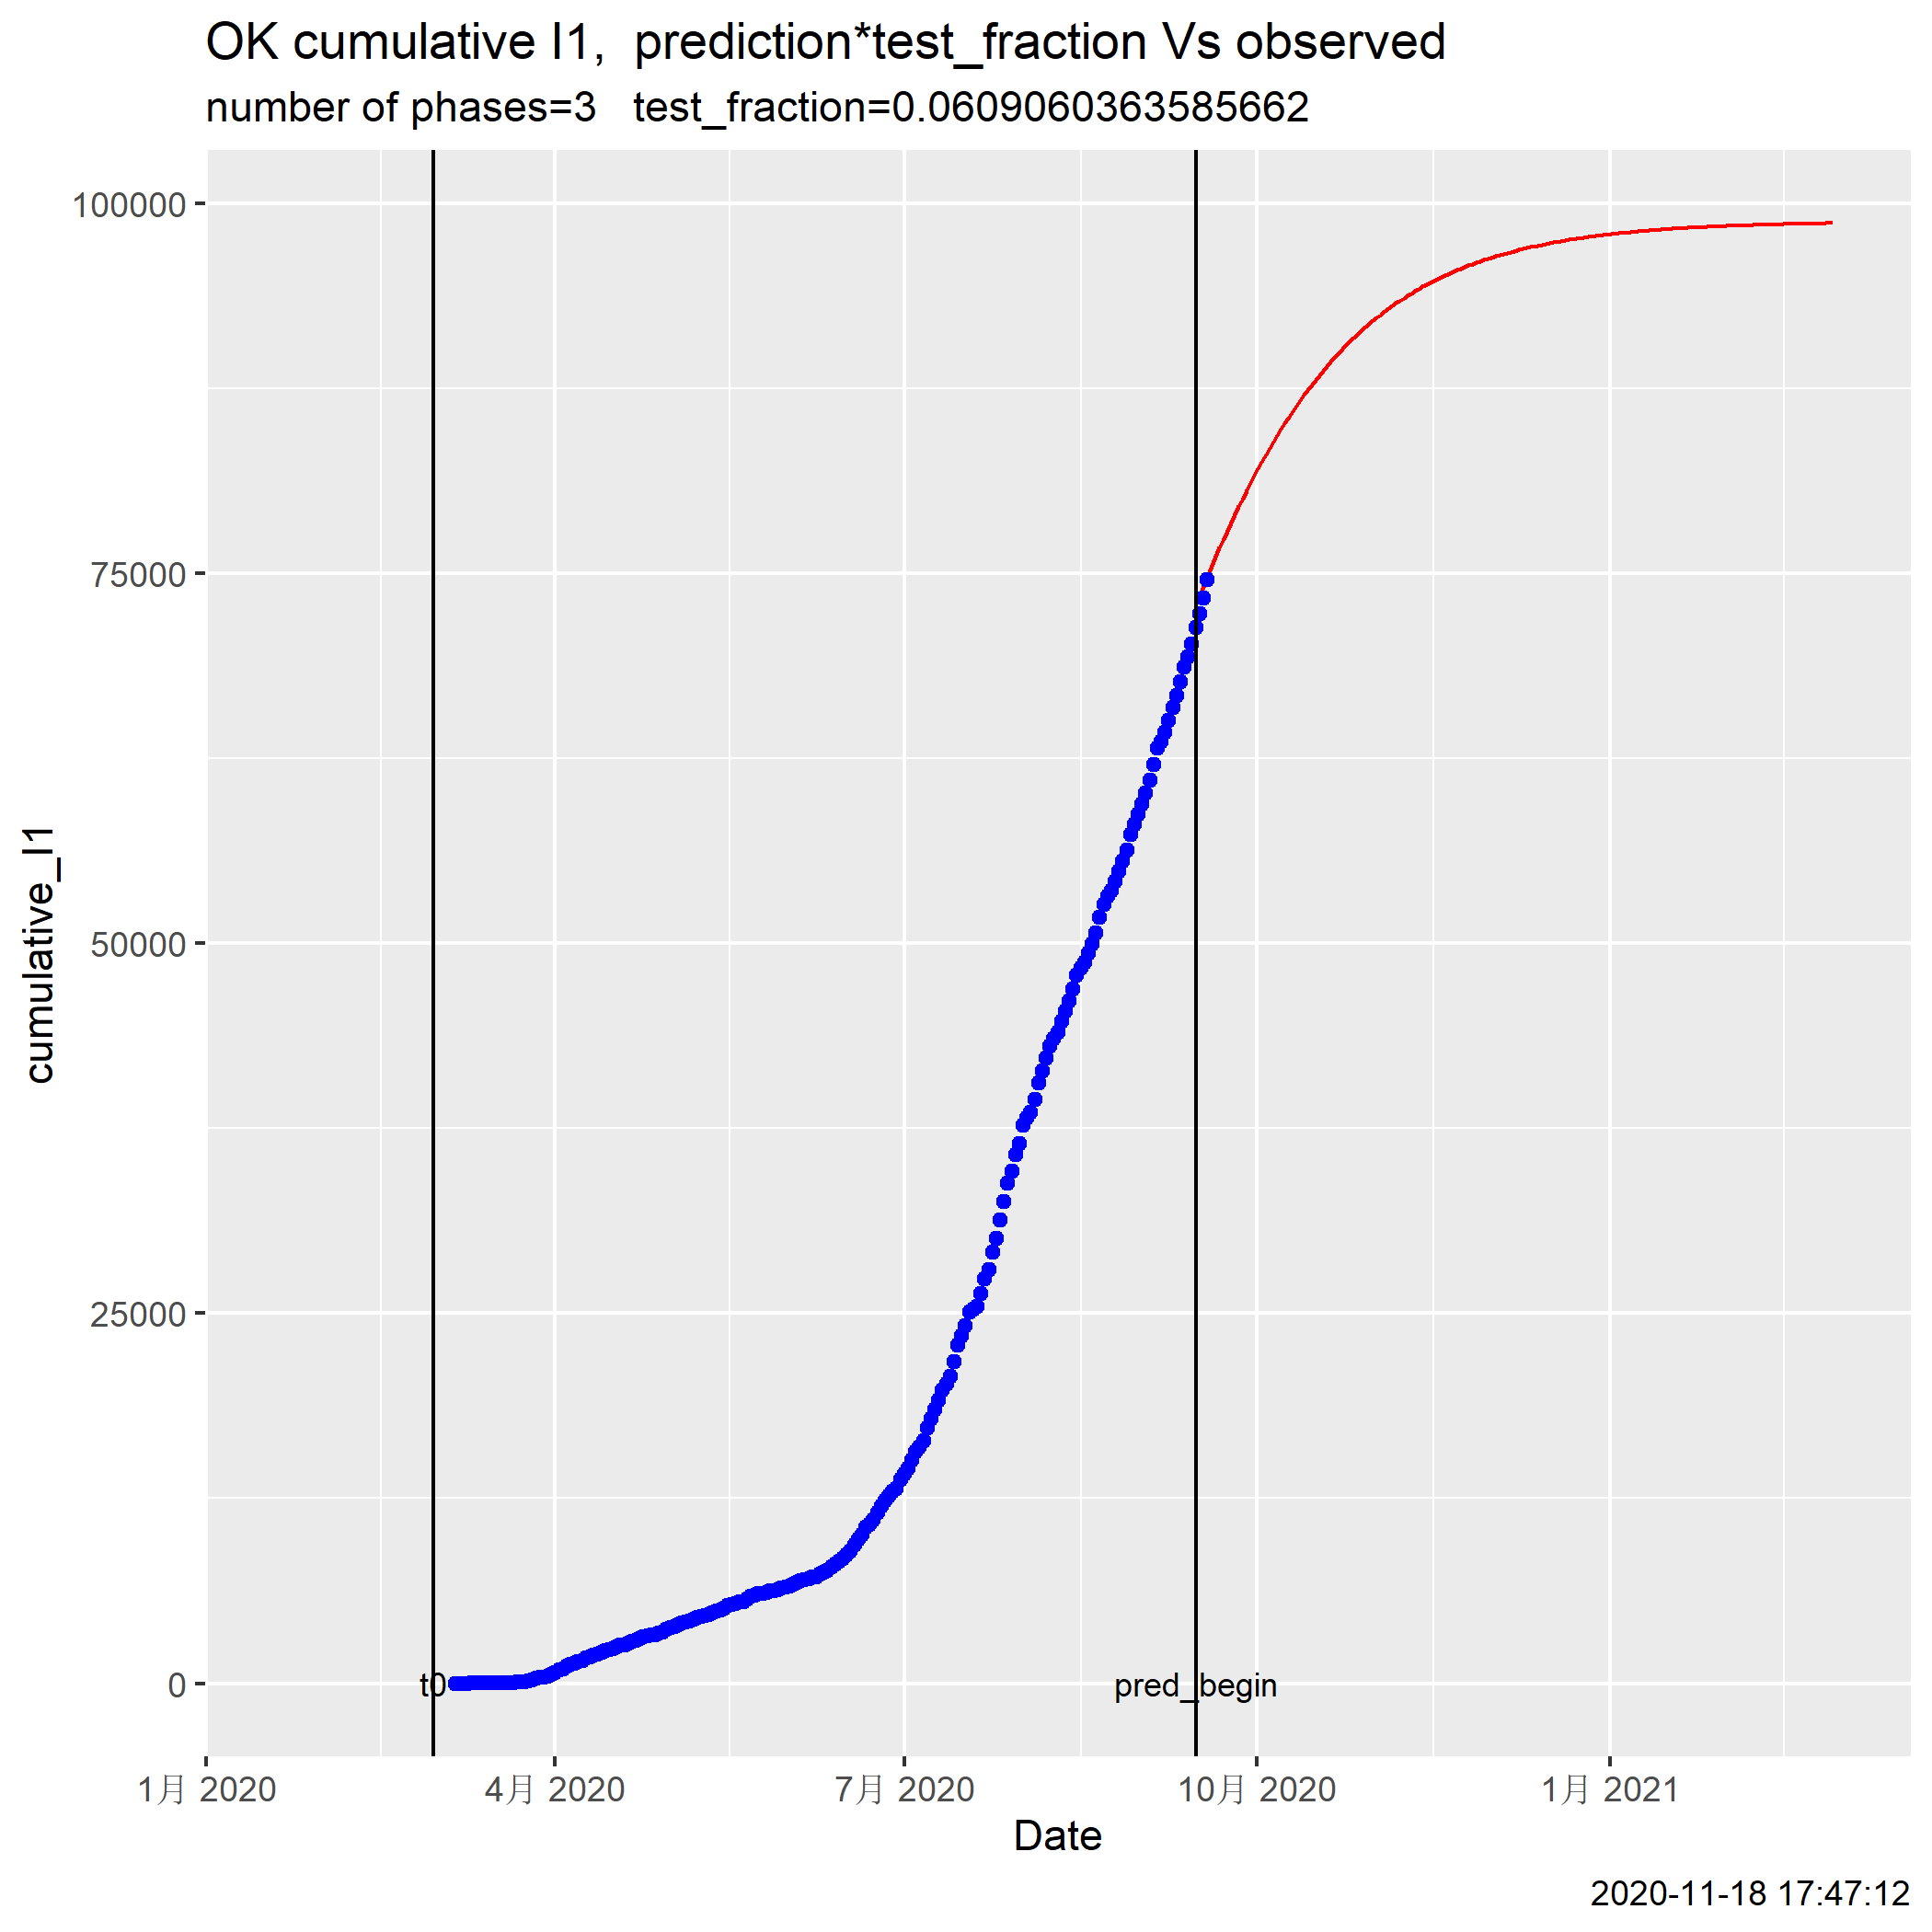 OK cumulative I1,  prediction*test_fraction Vs observed
number of phases=3   test_fraction=0.0609060363585662
100000
75000
50000
25000
0
cumulative_I1
t0
pred_begin
1月 2020
4月 2020
7月 2020
10月 2020
1月 2021
Date
2020-11-18 17:47:12